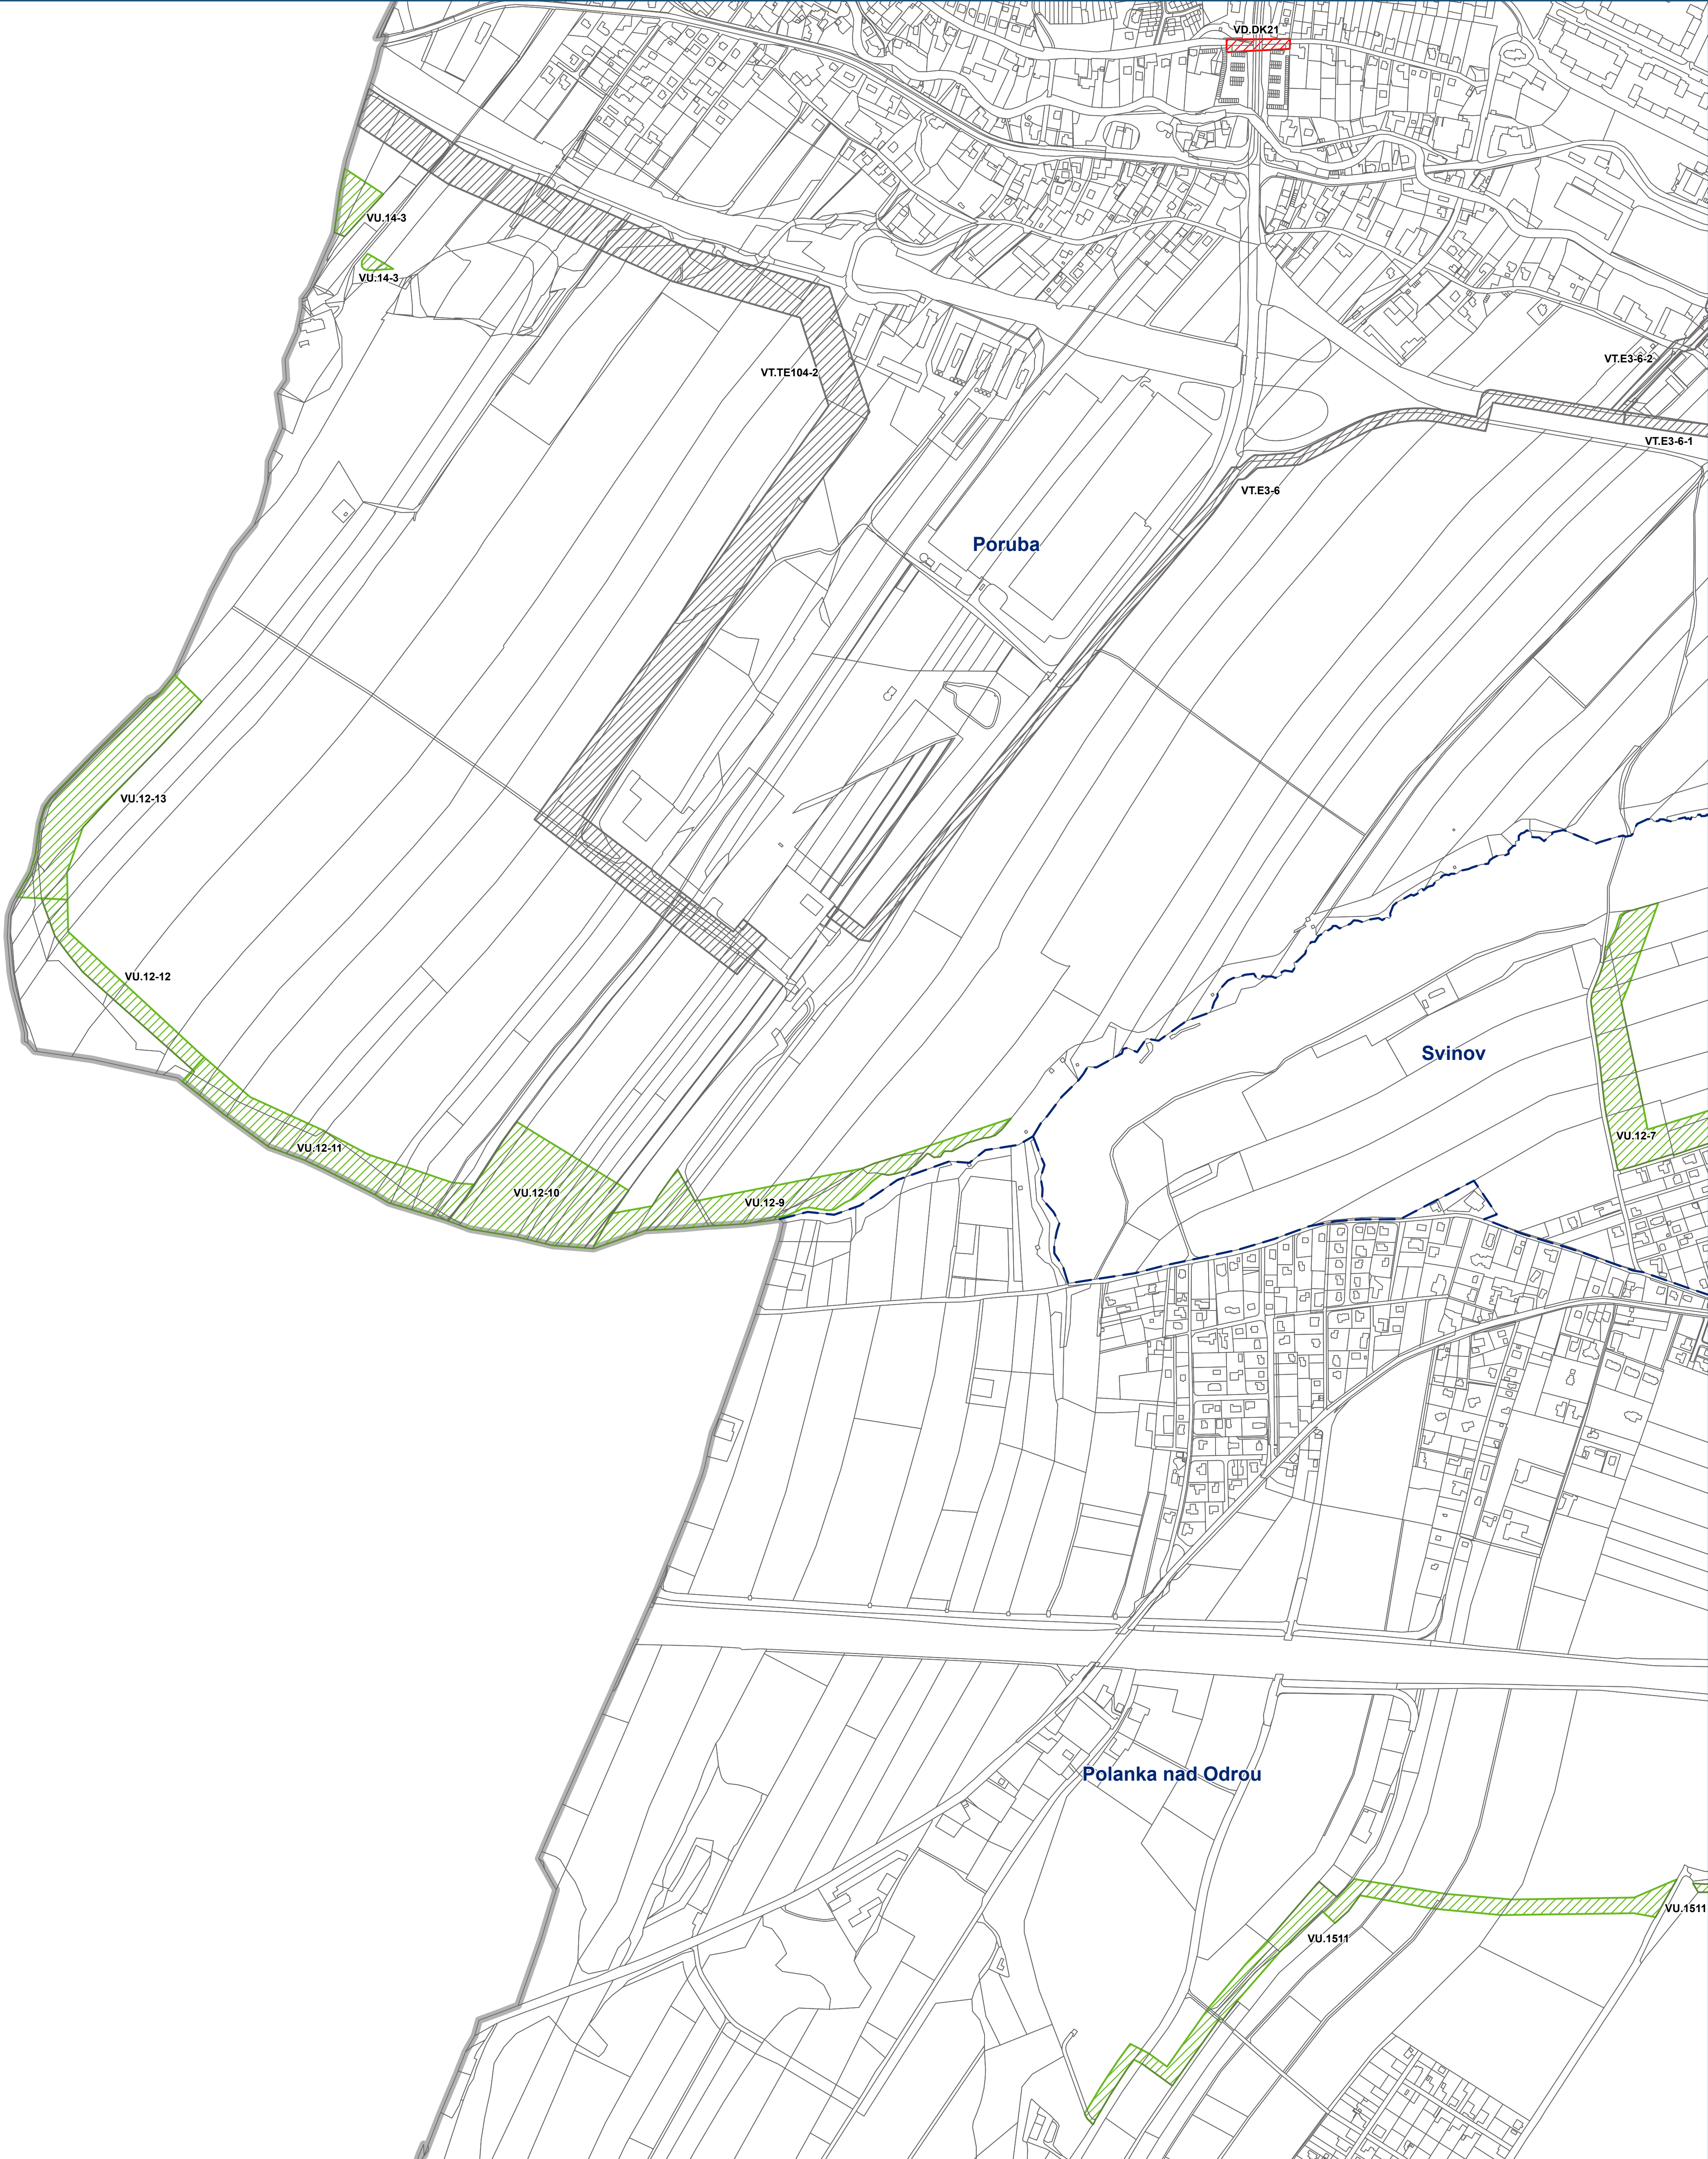 VD.DK21
VU.14-3
VU.14-3
VT.E3-6-2
VT.TE104-2
VT.E3-6-1
VT.E3-6
Poruba
VU.12-13
VU.12-12
Svinov
VU.12-7
VU.12-11
VU.12-10
VU.12-9
Polanka nad Odrou
VU.1511
VU.1511